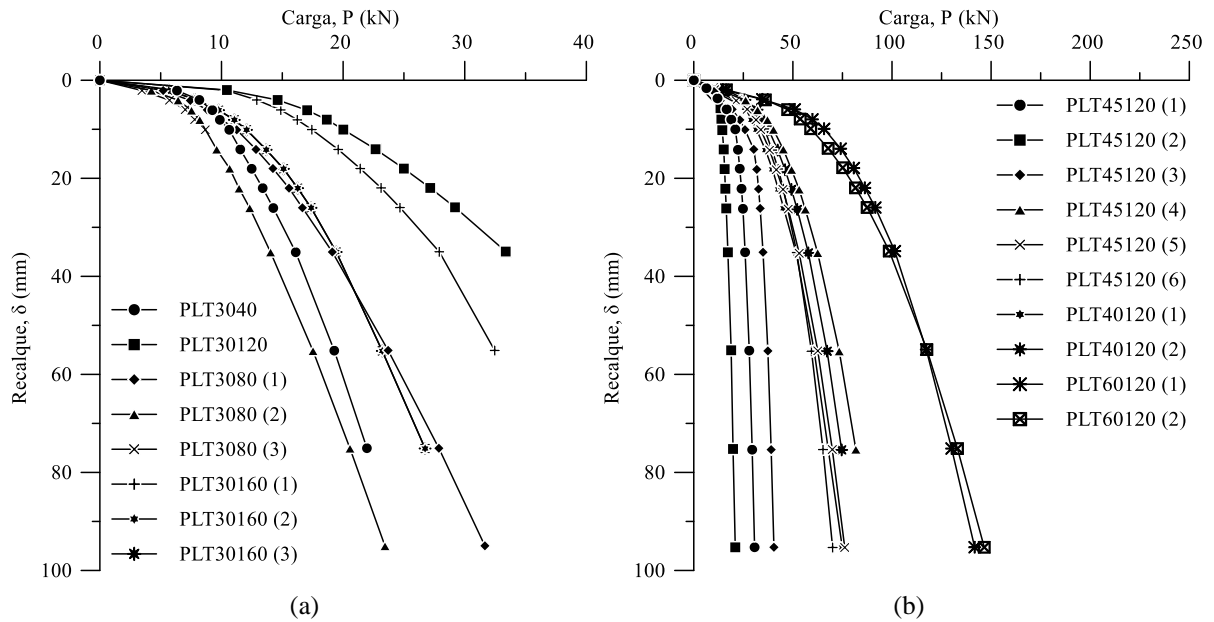 Carga, P (kN)
0 10 20 30 40
0
20
40
60
80
100
Recalque, δ (mm)
PLT3040
PLT30120
PLT3080 (1)
PLT3080 (2)
PLT3080 (3)
PLT30160 (1)
PLT30160 (2)
PLT30160 (3)
(a)
Carga, P (kN)
0 50 100 150 200 250
0
20
40
60
80
100
Recalque, δ (mm)
PLT45120 (1)
PLT45120 (2)
PLT45120 (3)
PLT45120 (4)
PLT45120 (5)
PLT45120 (6)
PLT40120 (1)
PLT40120 (2)
PLT60120 (1)
PLT60120 (2)
(b)